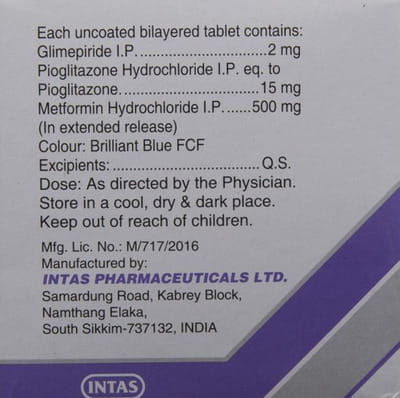 Each uncoated bilayered tablet contains:
Glimepiride I.P...................................2 mg
Pioglitazone Hydrochloride I.P. eq. to
Pioglitazone...................................15 mg
Metformin Hydrochloride I.P.......500 mg
(In extended release)
Colour: Brilliant Blue FCF
Excipients:........................................Q.S.
Dose: As directed by the Physician.
Store in a cool, dry & dark place.
Keep out of reach of children.
Mfg. Lic. No.: M/717/2016
Manufactured by:
INTAS PHARMACEUTICALS LTD.
Samardung Road, Kabrey Block,
Namthang Elaka,
South Sikkim-737132, INDIA
INTAS